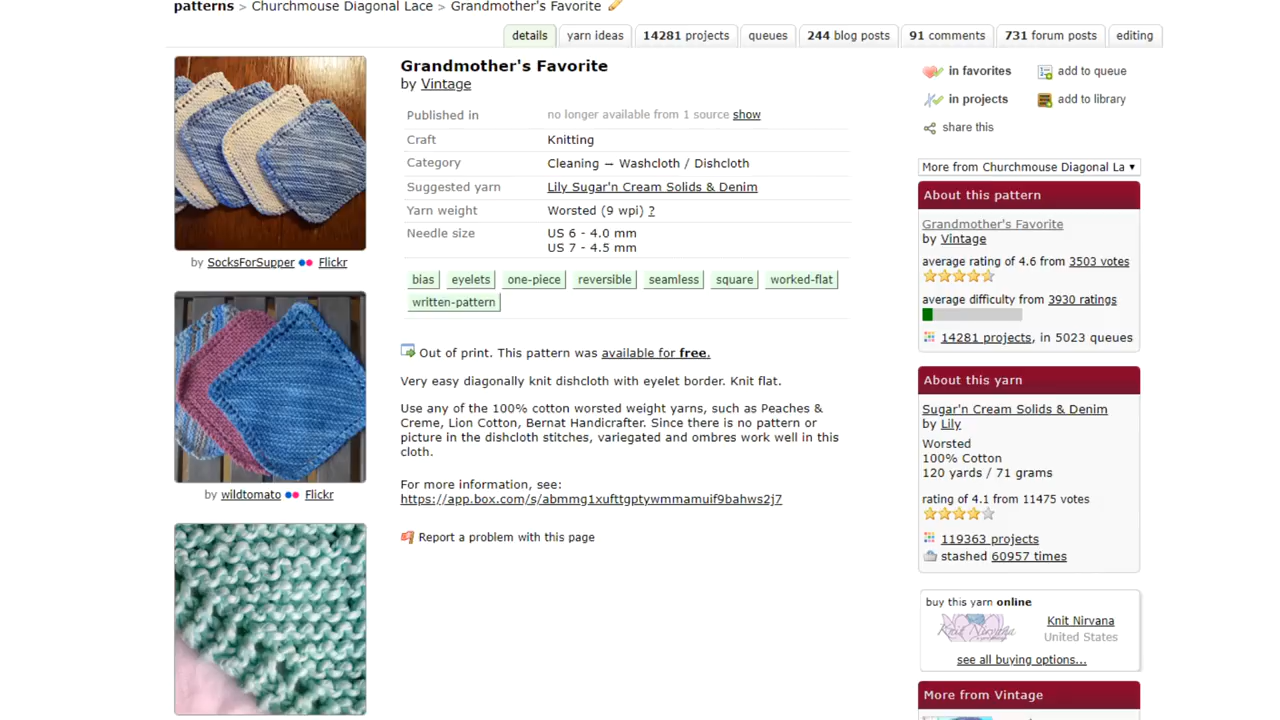 patterns > Churchmouse Diagonal Lace > Grandmother's Favorite
details yarn ideas 14281 projects queues 244 blog posts 91 comments 731 forum posts editing
Grandmother's Favorite
by Vintage
Published in no longer available from 1 source show
Craft Knitting
Category Cleaning → Washcloth / Dishcloth
Suggested yarn Lily Sugar'n Cream Solids & Denim
Yarn weight Worsted (9 wpi) ?
Needle size US 6 - 4.0 mm
US 7 - 4.5 mm
bias eyelets one-piece reversible seamless square worked-flat
written-pattern
Out of print. This pattern was available for free.
Very easy diagonally knit dishcloth with eyelet border. Knit flat.
Use any of the 100% cotton worsted weight yarns, such as Peaches &
Creme, Lion Cotton, Bernat Handicrafter. Since there is no pattern or
picture in the dishcloth stitches, variegated and ombres work well in this
cloth.
For more information, see:
https://app.box.com/s/abmmg1xufttgptywmmamuif9bahws2j7
Report a problem with this page
by SocksForSupper Flickr
by wildtomato Flickr
in favorites add to queue
in projects add to library
share this
More from Churchmouse Diagonal La
About this pattern
Grandmother's Favorite
by Vintage
average rating of 4.6 from 3503 votes
average difficulty from 3930 ratings
14281 projects, in 5023 queues
About this yarn
Sugar'n Cream Solids & Denim
by Lily
Worsted
100% Cotton
120 yards / 71 grams
rating of 4.1 from 11475 votes
119363 projects
stashed 60957 times
buy this yarn online
Knit Nirvana
Knit Nirvana
United States
see all buying options...
More from Vintage